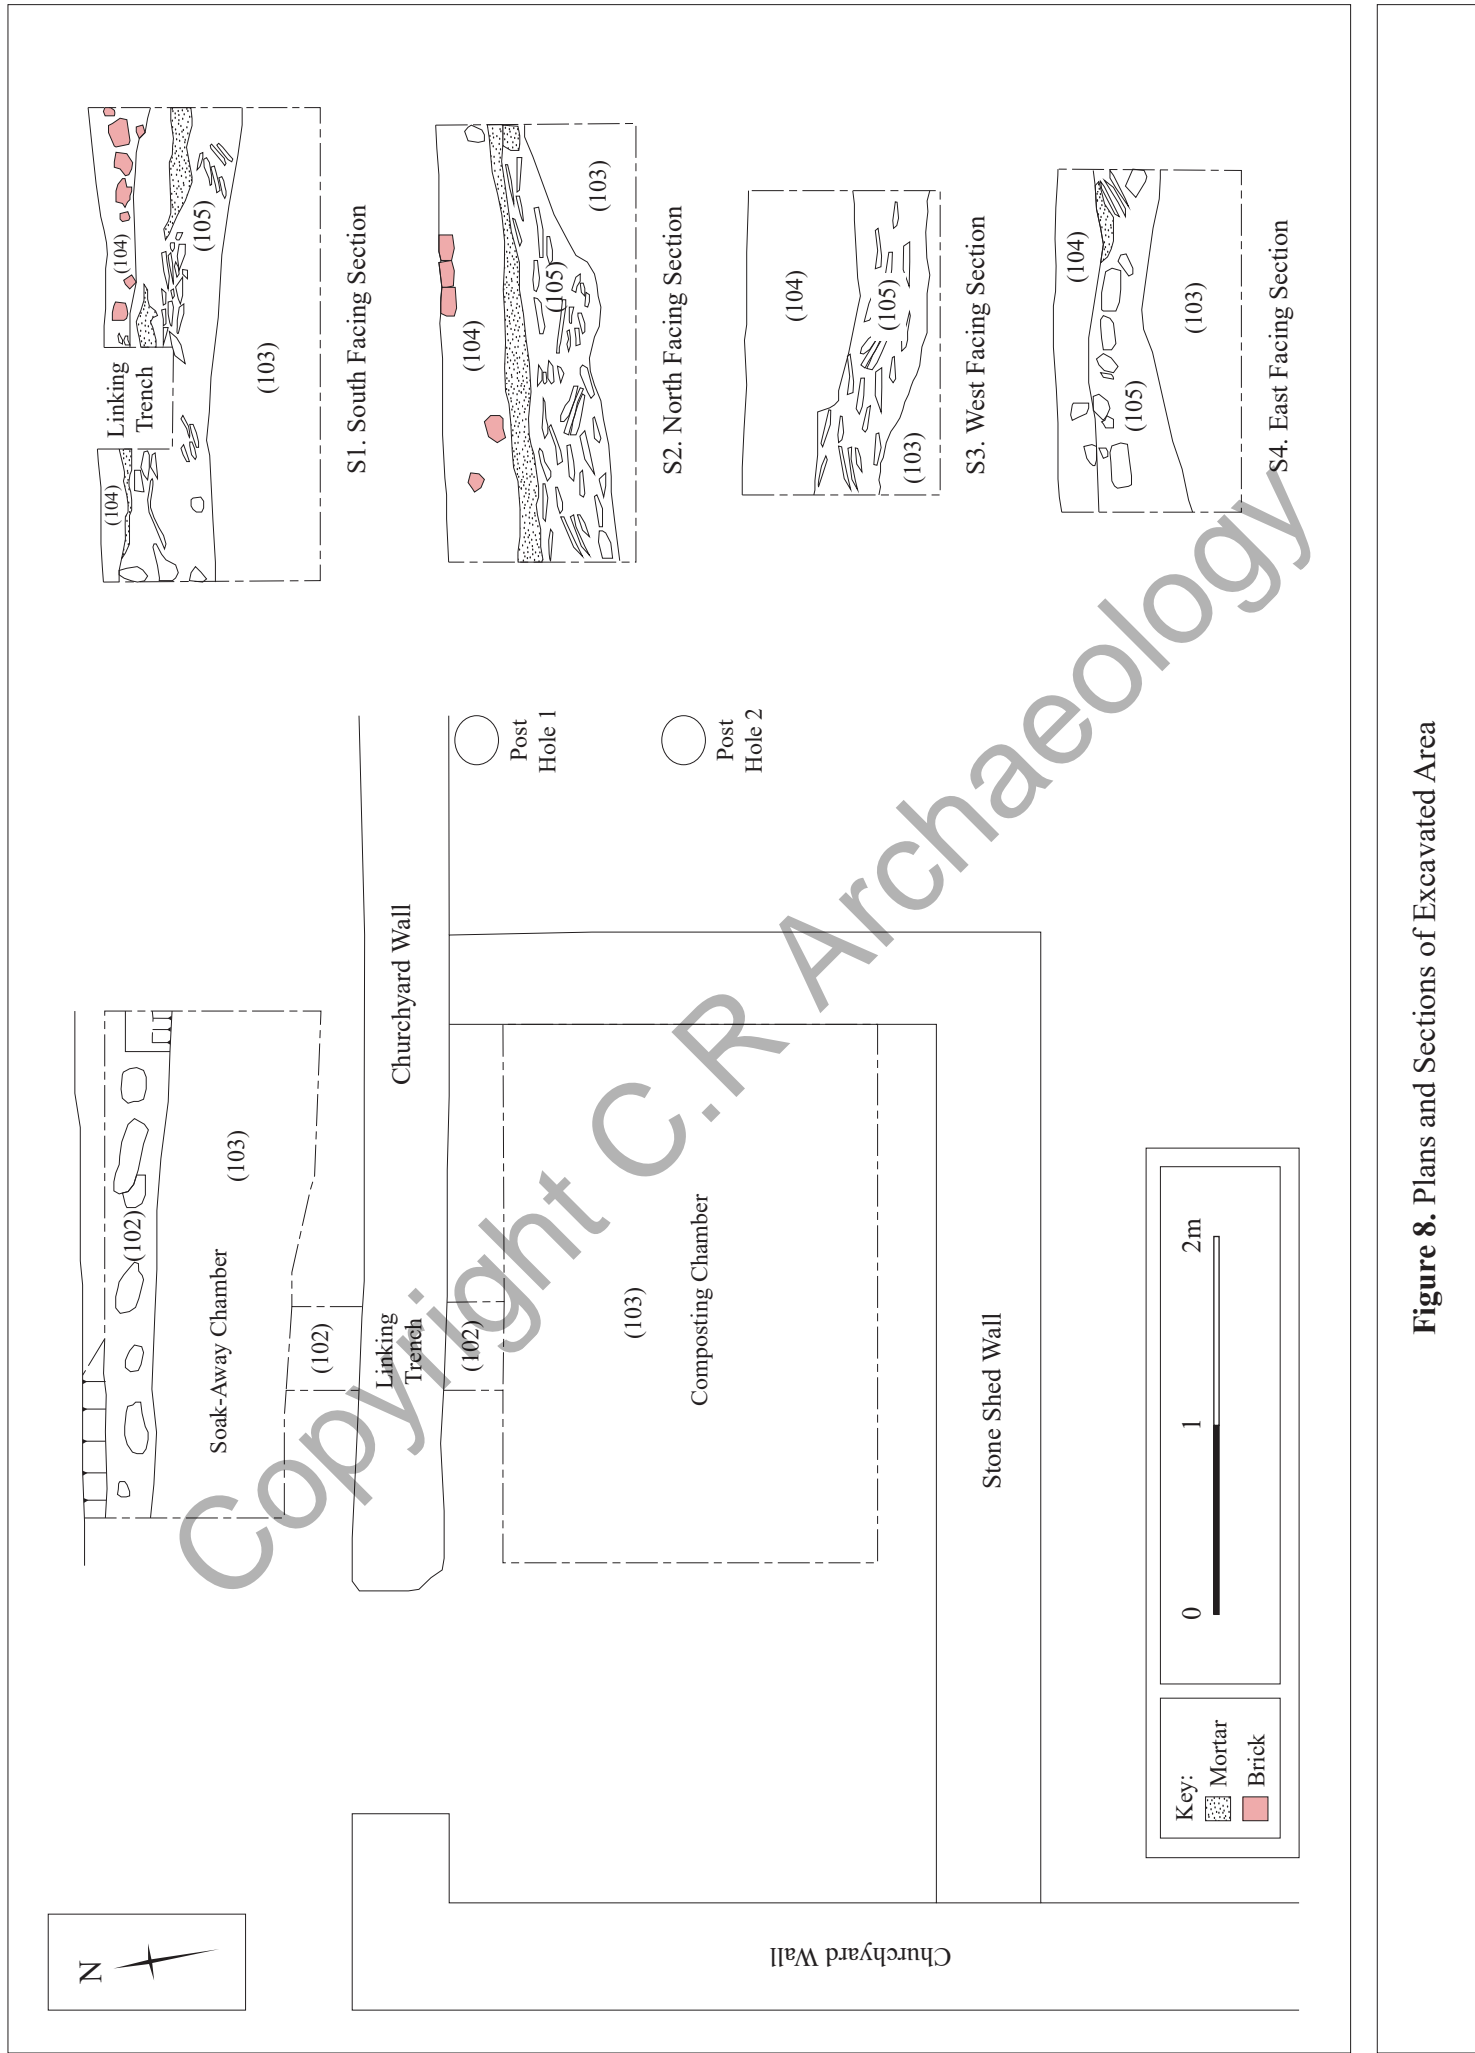 N
(102)
(103)
Soak-Away Chamber
(102)
Linking
Trench
(102)
Churchyard Wall
(103)
Composting Chamber
Stone Shed Wall
Churchyard Wall
Post
Hole 1
Post
Hole 2
Linking
Trench
(104)
(104)
(105)
(103)
S1. South Facing Section
(104)
(105)
(103)
S2. North Facing Section
(104)
(105)
(103)
S3. West Facing Section
(104)
(105)
(103)
S4. East Facing Section
Key:
Mortar
Brick
0 1 2m
Copyright C.R Archaeology
Figure 8. Plans and Sections of Excavated Area